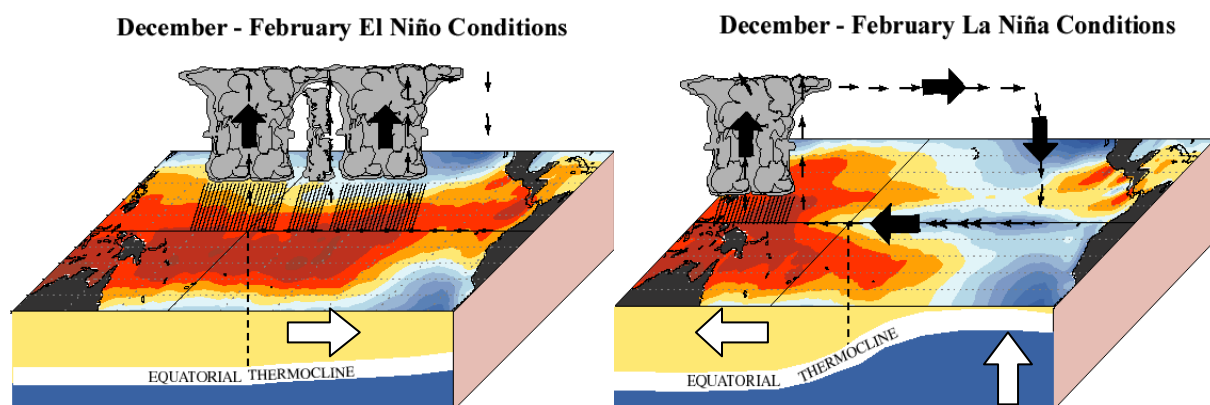 December - February El Niño Conditions
December - February La Niña Conditions
EQUATORIAL THERMOCLINE
EQUATORIAL THERMOCLINE